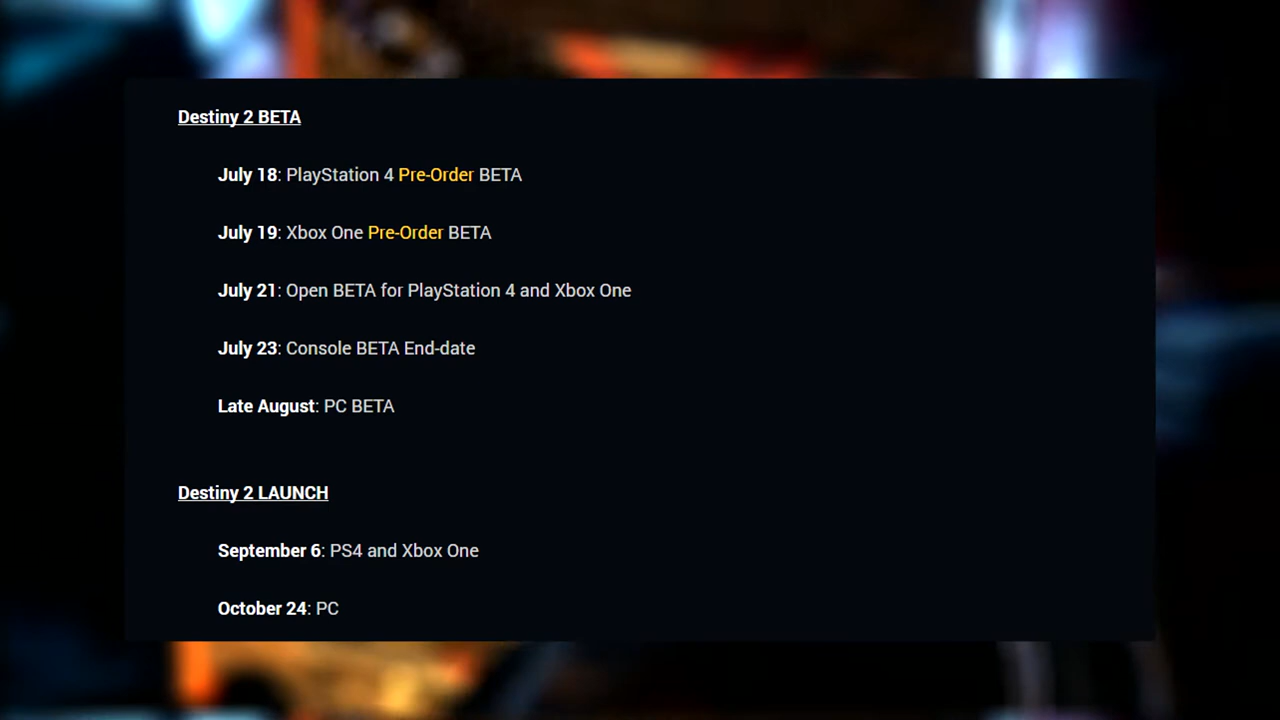 Destiny 2 BETA
July 18: PlayStation 4 Pre-Order BETA
July 19: Xbox One Pre-Order BETA
July 21: Open BETA for PlayStation 4 and Xbox One
July 23: Console BETA End-date
Late August: PC BETA
Destiny 2 LAUNCH
September 6: PS4 and Xbox One
October 24: PC